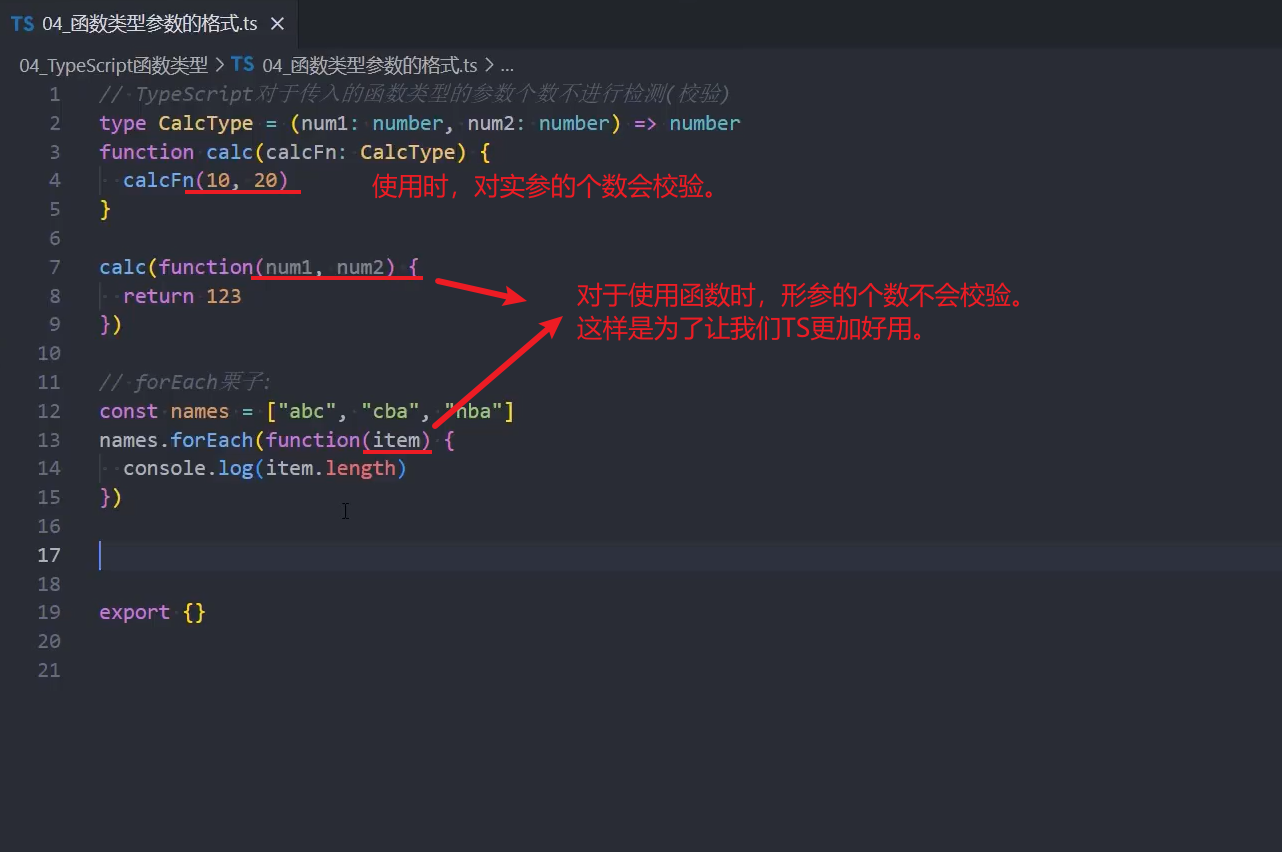 TS 04_函数类型参数的格式.ts ×
04_TypeScript函数类型 > TS 04_函数类型参数的格式.ts > ...
1 // TypeScript对于传入的函数类型的参数个数不进行检测(校验)
2 type CalcType = (num1: number, num2: number) => number
3 function calc(calcFn: CalcType) {
4 calcFn(10, 20) 使用时，对实参的个数会校验。
5 }
6
7 calc(function(num1, num2) {
8 return 123
对于使用函数时，形参的个数不会校验。
9 })
这样是为了让我们TS更加好用。
10
11 // forEach栗子:
12 const names = ["abc", "cba", "nba"]
13 names.forEach(function(item) {
14 console.log(item.length)
15 })
16
17
18
19 export {}
20
21